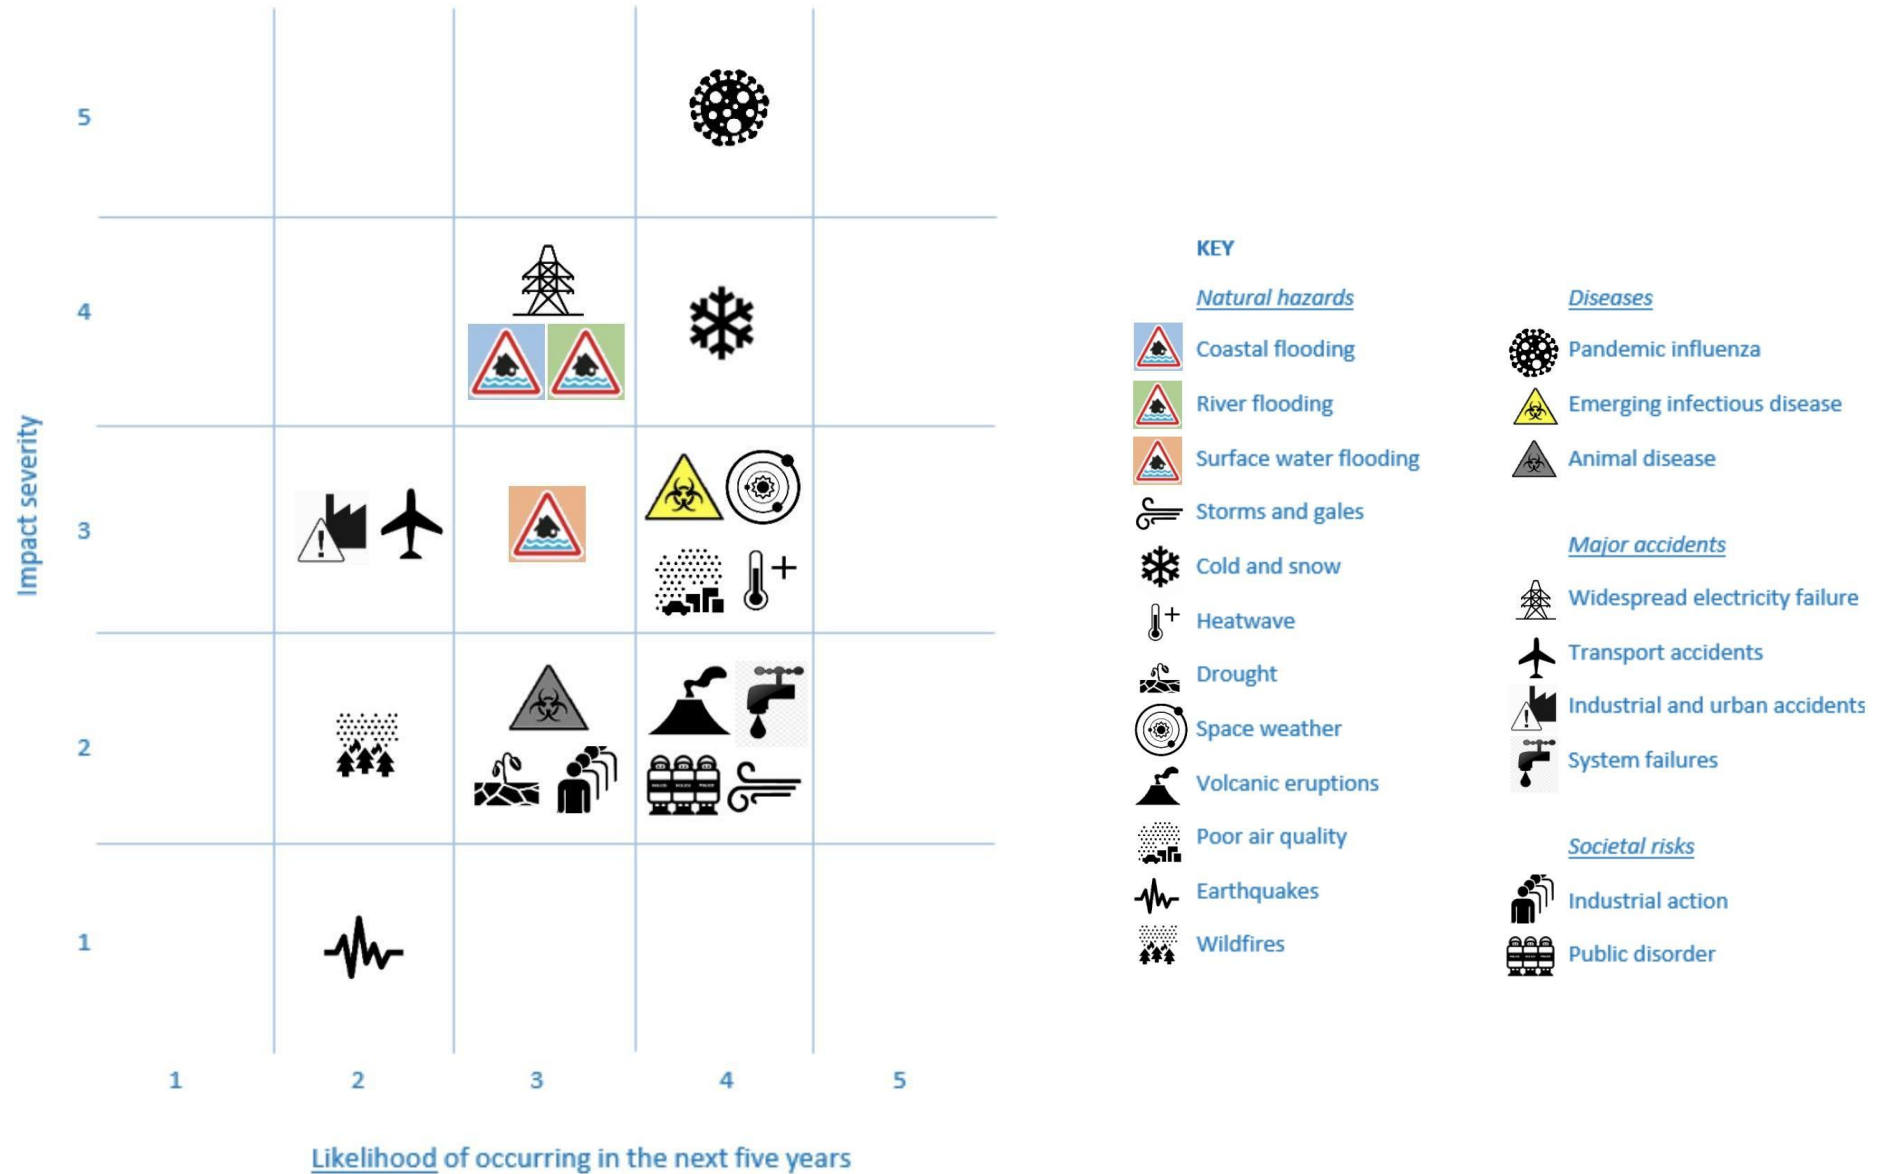 5
4
3
2
1
Impact severity
1 2 3 4 5
Likelihood of occurring in the next five years
KEY
Natural hazards
Coastal flooding
River flooding
Surface water flooding
Storms and gales
Cold and snow
Heatwave
Drought
Space weather
Volcanic eruptions
Poor air quality
Earthquakes
Wildfires
Diseases
Pandemic influenza
Emerging infectious disease
Animal disease
Major accidents
Widespread electricity failure
Transport accidents
Industrial and urban accidents
System failures
Societal risks
Industrial action
Public disorder